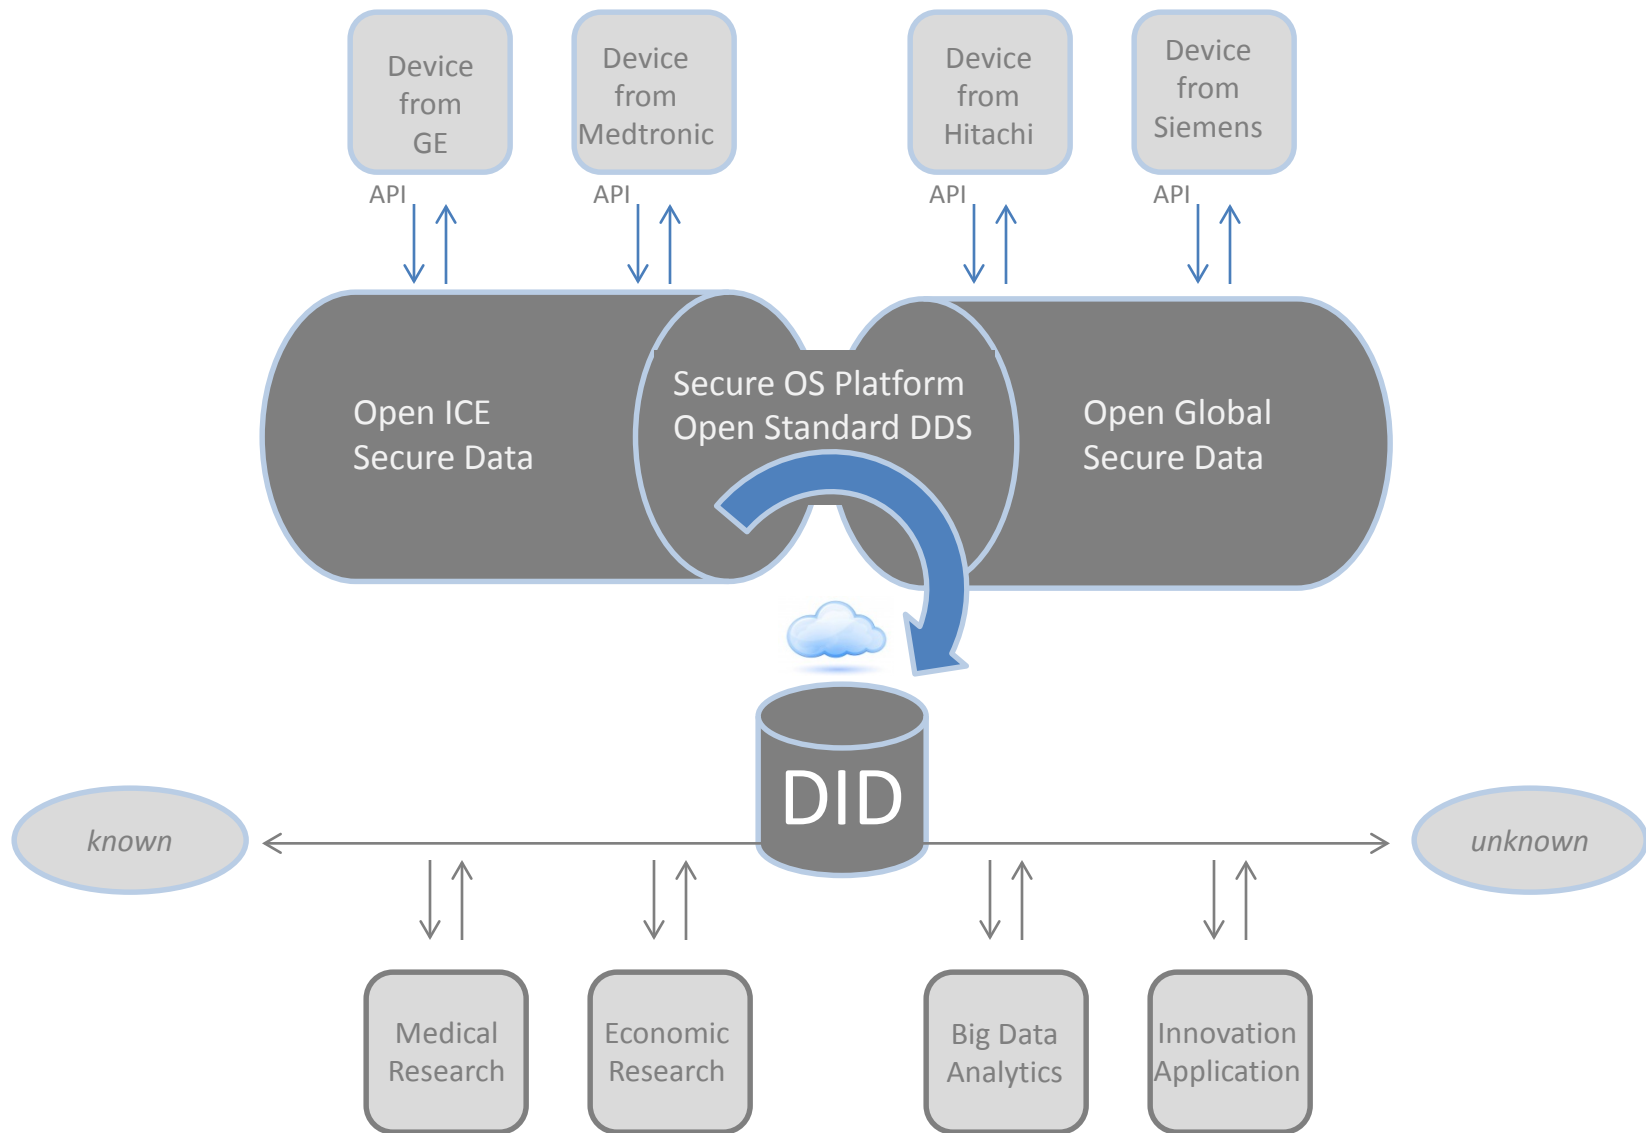 Device
from
GE
Device
from
Medtronic
Device
from
Hitachi
Device
from
Siemens
API
API
API
API
Open ICE
Secure Data
Secure OS Platform
Open Standard DDS
Open Global
Secure Data
DID
known
unknown
Medical
Research
Economic
Research
Big Data
Analytics
Innovation
Application